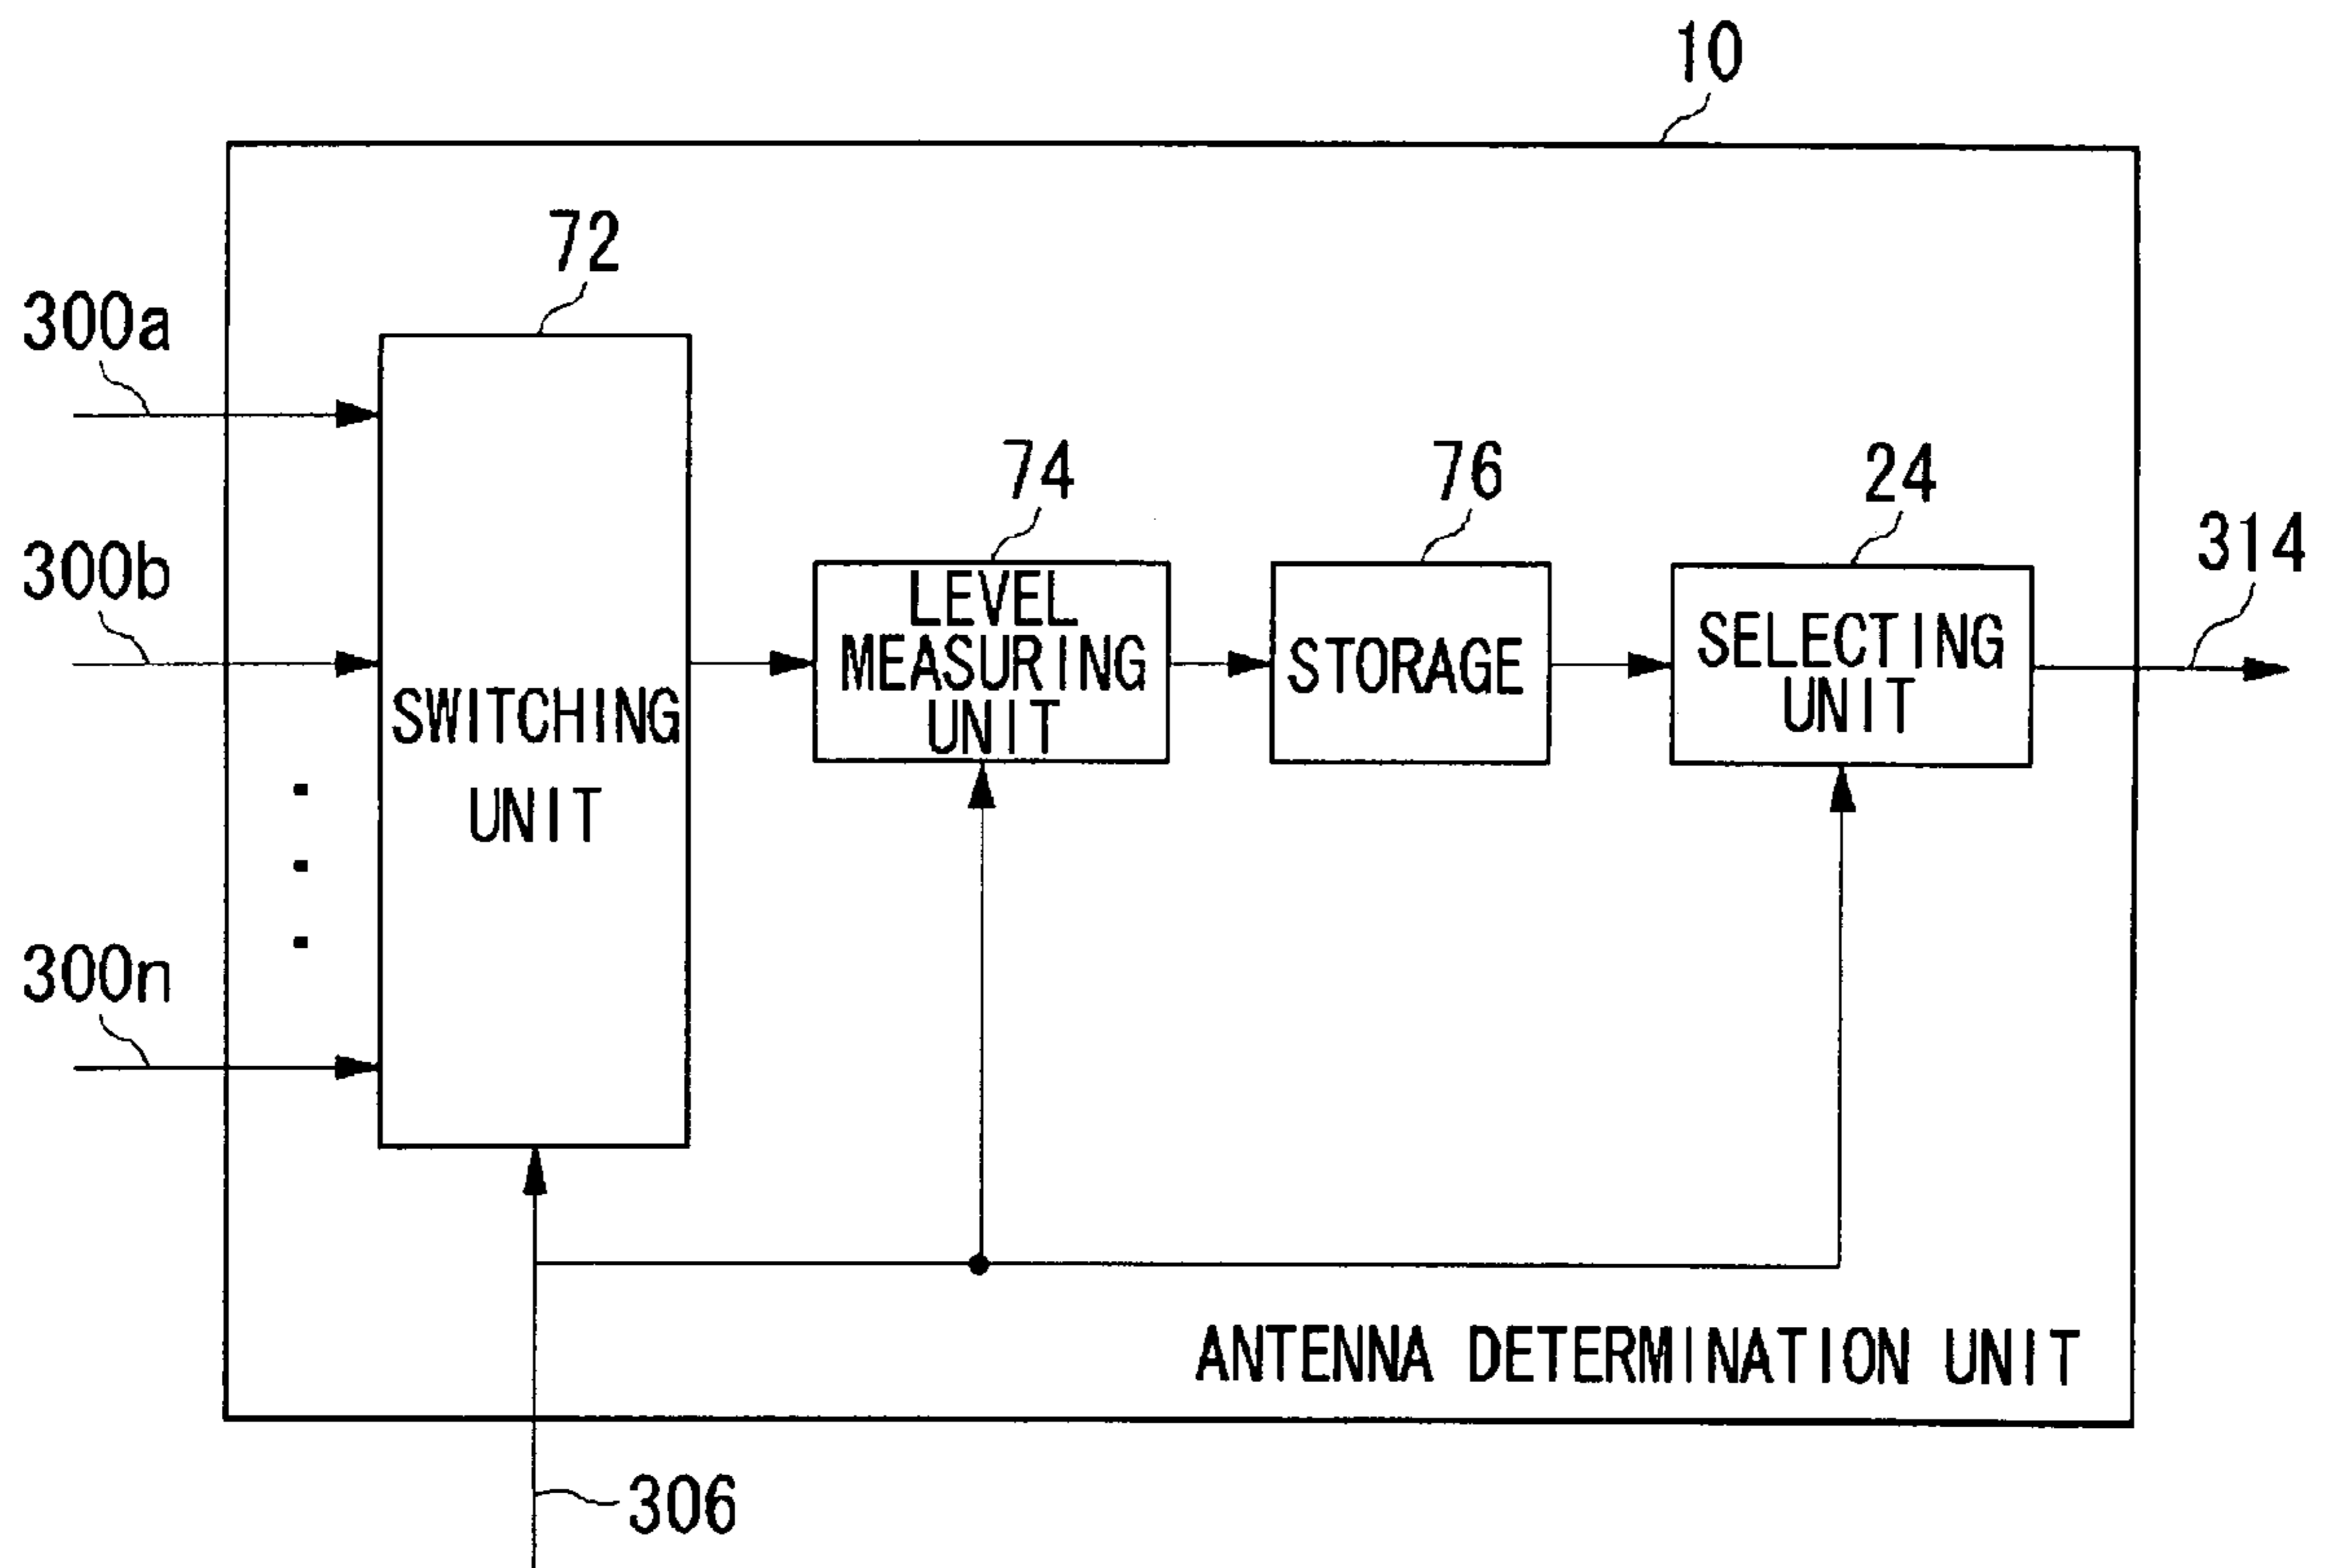 10
72
300a
74
76
24
314
300b
LEVEL
MEASURING
UNIT
STORAGE
SELECTING
UNIT
SWITCHING
UNIT
300n
ANTENNA DETERMINATION UNIT
306